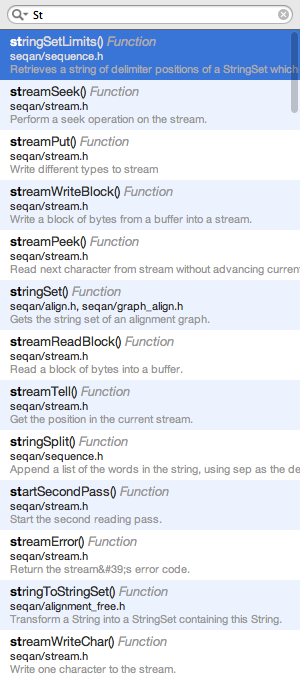 St
stringSetLimits() Function
seqan/sequence.h
Retrieves a string of delimiter positions of a StringSet which
streamSeek() Function
seqan/stream.h
Perform a seek operation on the stream.
streamPut() Function
seqan/stream.h
Write different types to stream
streamWriteBlock() Function
seqan/stream.h
Write a block of bytes from a buffer into a stream.
streamPeek() Function
seqan/stream.h
Read next character from stream without advancing current
stringSet() Function
seqan/align.h, seqan/graph_align.h
Gets the string set of an alignment graph.
streamReadBlock() Function
seqan/stream.h
Read a block of bytes into a buffer.
streamTell() Function
seqan/stream.h
Get the position in the current stream.
stringSplit() Function
seqan/sequence.h
Append a list of the words in the string, using sep as the de
startSecondPass() Function
seqan/stream.h
Start the second reading pass.
streamError() Function
seqan/stream.h
Return the stream&#39;s error code.
stringToStringSet() Function
seqan/alignment_free.h
Transform a String into a StringSet containing this String.
streamWriteChar() Function
seqan/stream.h
Write one character to the stream.